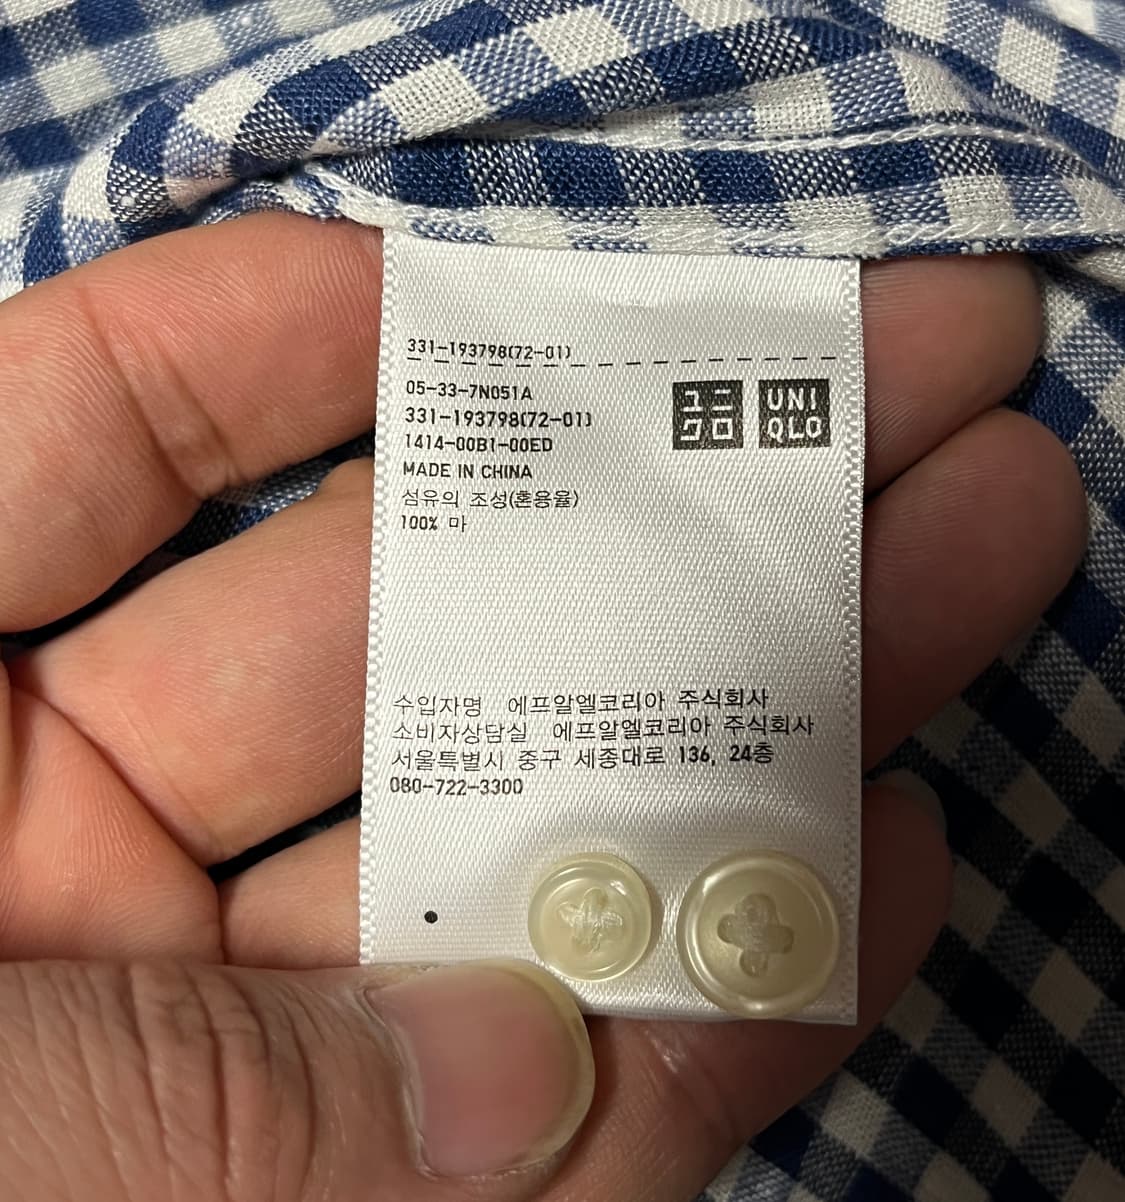 331-193798(72-01)
05-33-7N051A
331-193798(72-01)
1414-00B1-00ED
MADE IN CHINA
섬유의 조성(혼용율)
100% 마
ユニ
クロ
UNI
QLO
수입자명 에프알엘코리아 주식회사
소비자상담실 에프알엘코리아 주식회사
서울특별시 중구 세종대로 136, 24층
080-722-3300